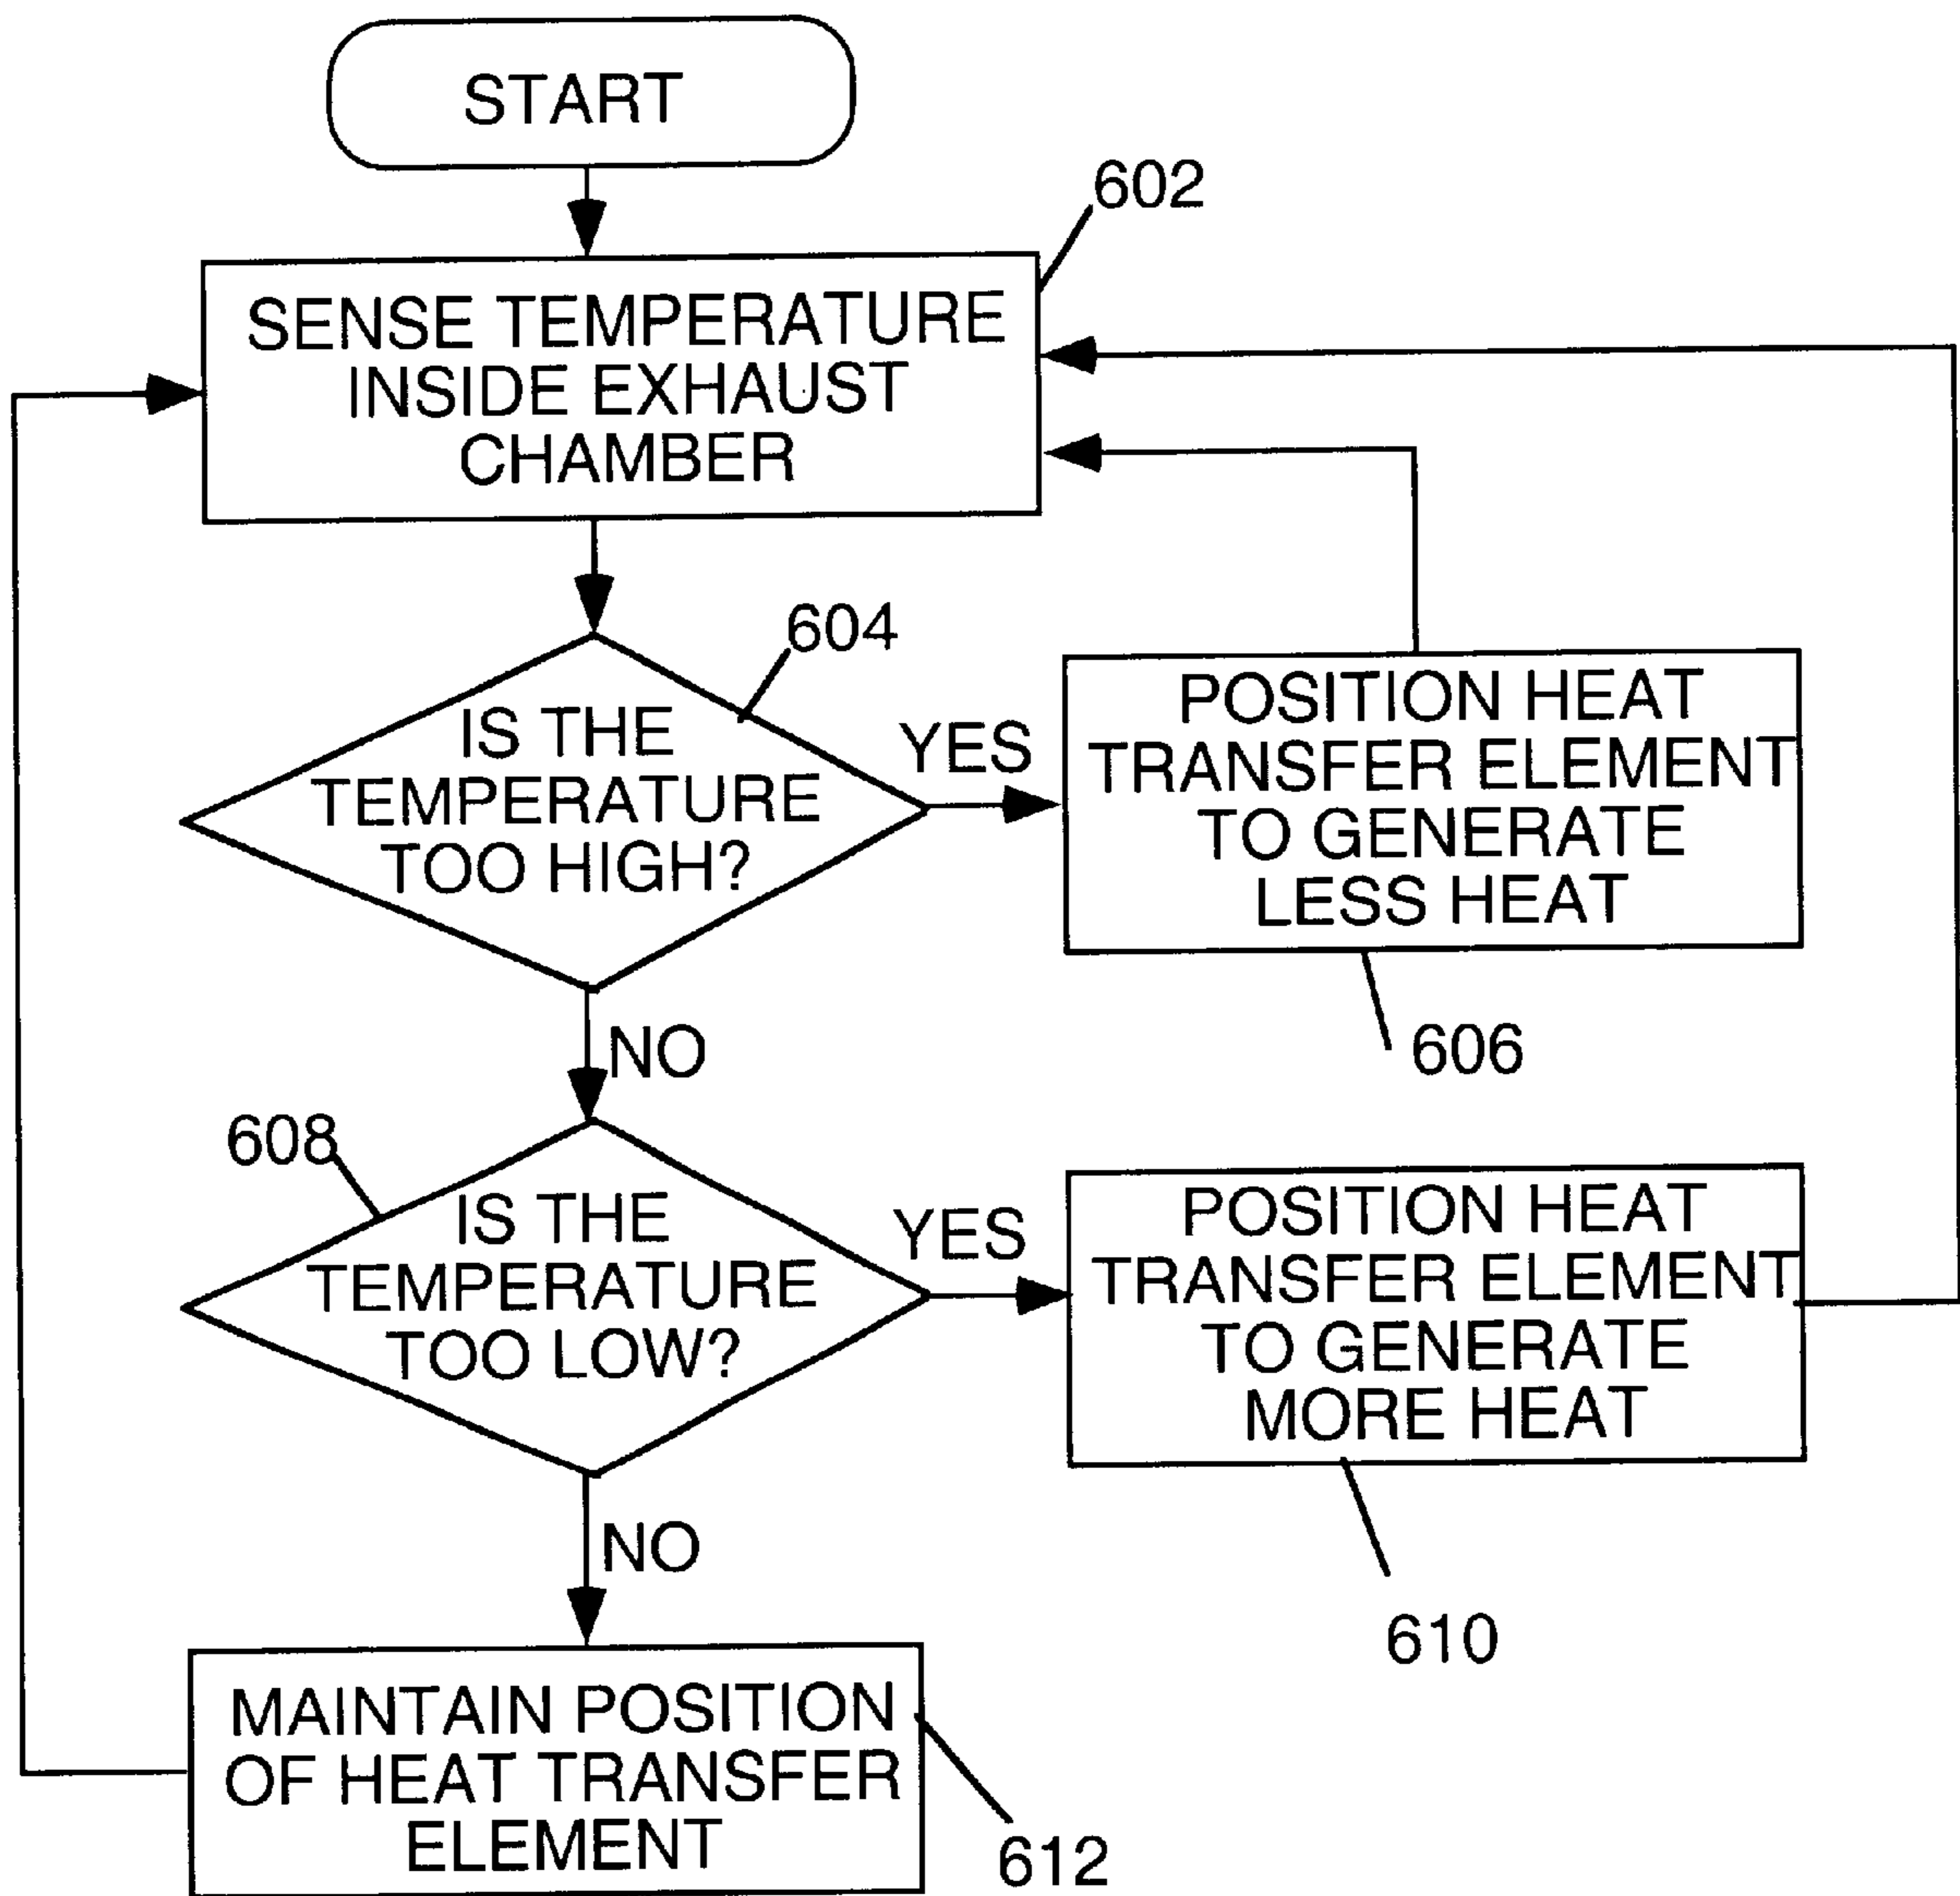 START
602
SENSE TEMPERATURE
INSIDE EXHAUST
CHAMBER
604
IS THE
TEMPERATURE
TOO HIGH?
YES
POSITION HEAT
TRANSFER ELEMENT
TO GENERATE
LESS HEAT
606
NO
608
IS THE
TEMPERATURE
TOO LOW?
YES
POSITION HEAT
TRANSFER ELEMENT
TO GENERATE
MORE HEAT
610
NO
MAINTAIN POSITION
OF HEAT TRANSFER
ELEMENT
612